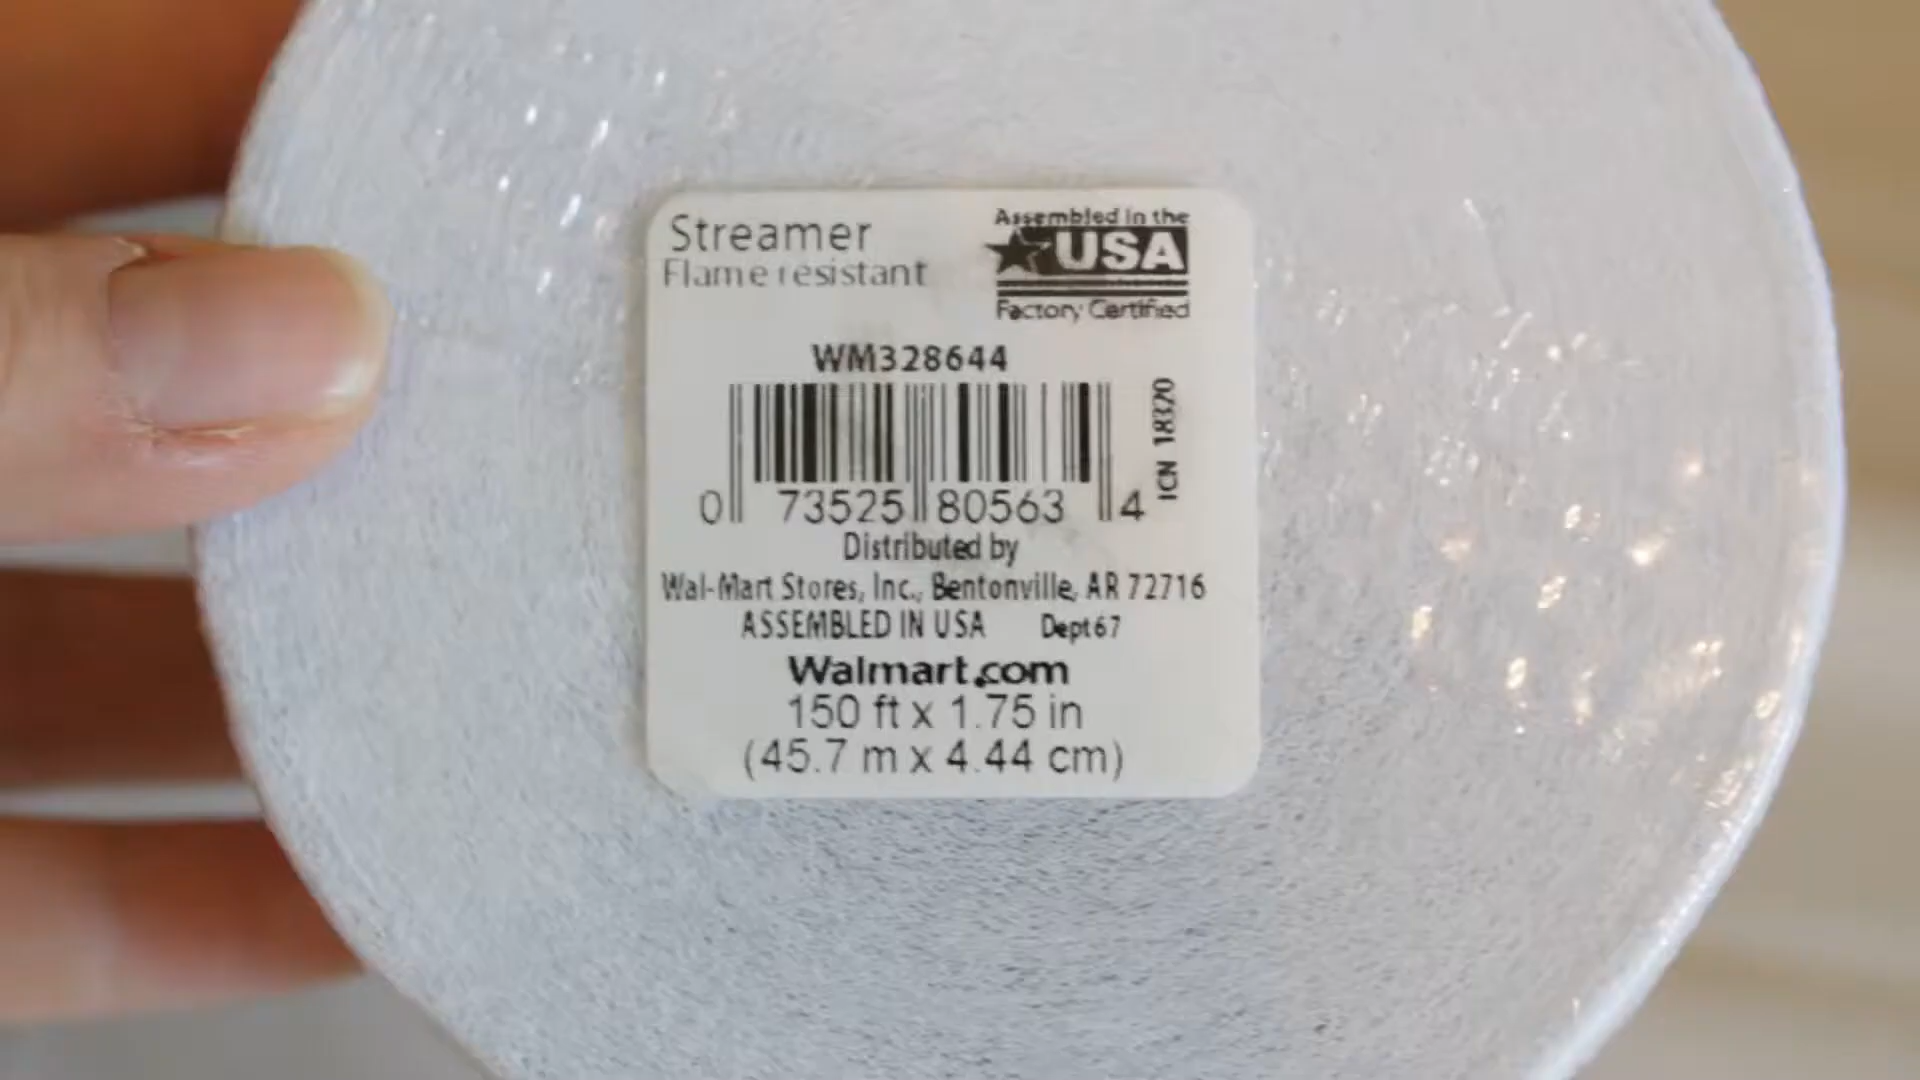 Streamer
Flame resistant
Assembled in the
USA
Factory Certified
WM328644
ICN 18320
0 73525 80563 4
Distributed by
Wal-Mart Stores, Inc., Bentonville, AR 72716
ASSEMBLED IN USA Dept 67
Walmart.com
150 ft x 1.75 in
(45.7 m x 4.44 cm)